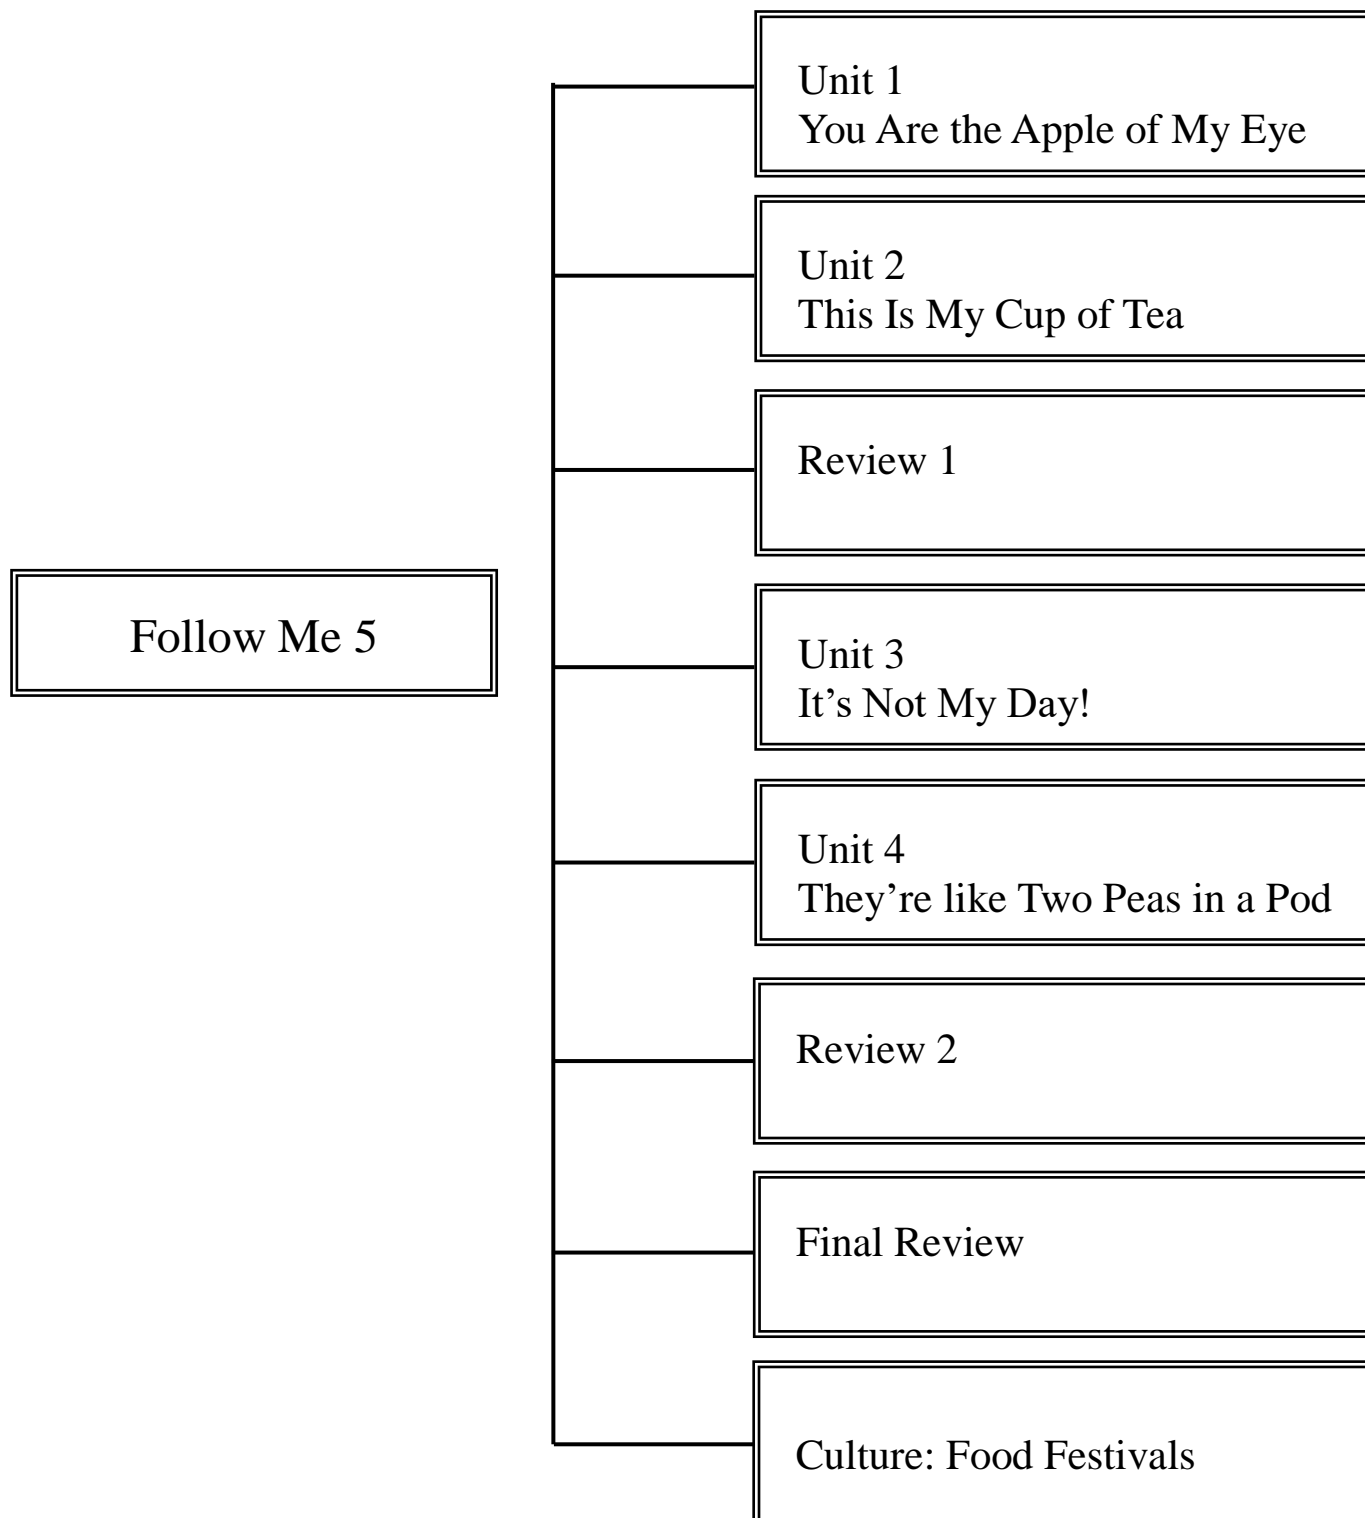 Unit 1
You Are the Apple of My Eye
Unit 2
This Is My Cup of Tea
Review 1
Follow Me 5
Unit 3
It’s Not My Day!
Unit 4
They’re like Two Peas in a Pod
Review 2
Final Review
Culture: Food Festivals